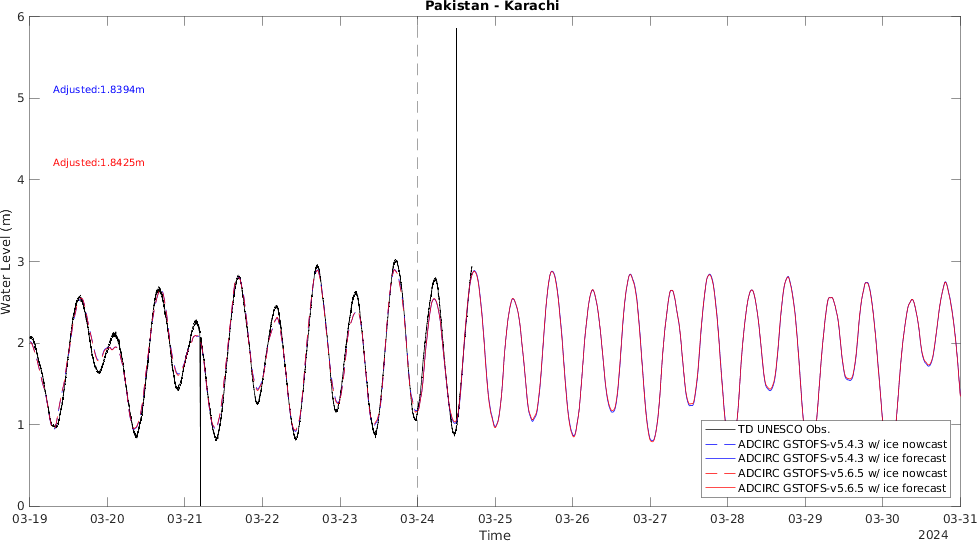 Pakistan - Karachi
6
5
4
3
2
1
0
Water Level (m)
Adjusted:1.8394m
Adjusted:1.8425m
TD UNESCO Obs.
ADCIRC GSTOFS-v5.4.3 w/ ice nowcast
ADCIRC GSTOFS-v5.4.3 w/ ice forecast
ADCIRC GSTOFS-v5.6.5 w/ ice nowcast
ADCIRC GSTOFS-v5.6.5 w/ ice forecast
03-19 03-20 03-21 03-22 03-23 03-24 03-25 03-26 03-27 03-28 03-29 03-30 03-31
Time
2024